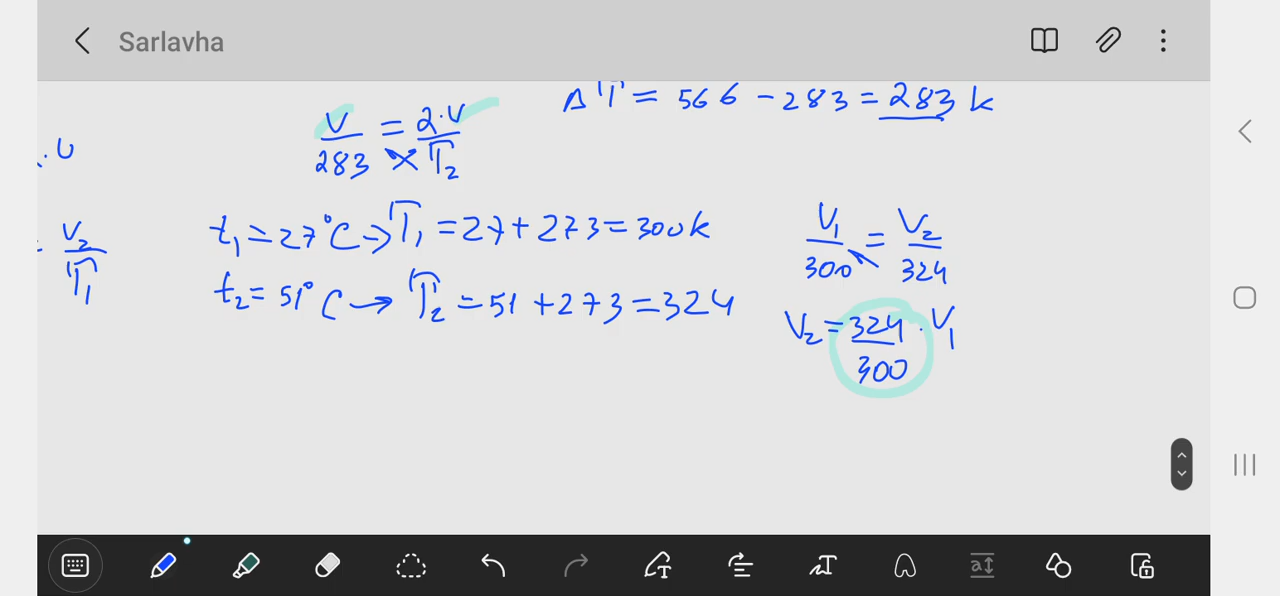 Sarlavha
ΔT = 566 - 283 = 283 k
V/283 = 2·V/T₂
. U
= V₂/T₁
t₁ = 27°C → T₁ = 27 + 273 = 300k
t₂ = 51°C → T₂ = 51 + 273 = 324
V₁/300 = V₂/324
V₂ = 324/300 · V₁